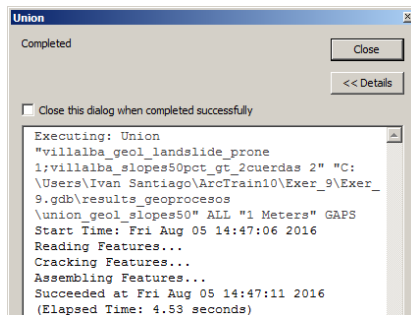 Union
Completed
Close
<< Details
Close this dialog when completed successfully
Executing: Union
"villalba_geol_landslide_prone
1;villalba_slopes50pct_gt_2cuerdas 2" "C:
\Users\Ivan Santiago\ArcTrain10\Exer_9\Exer_
9.gdb\results_geoprocesos
\union_geol_slopes50" ALL "1 Meters" GAPS
Start Time: Fri Aug 05 14:47:06 2016
Reading Features...
Cracking Features...
Assembling Features...
Succeeded at Fri Aug 05 14:47:11 2016
(Elapsed Time: 4.53 seconds)